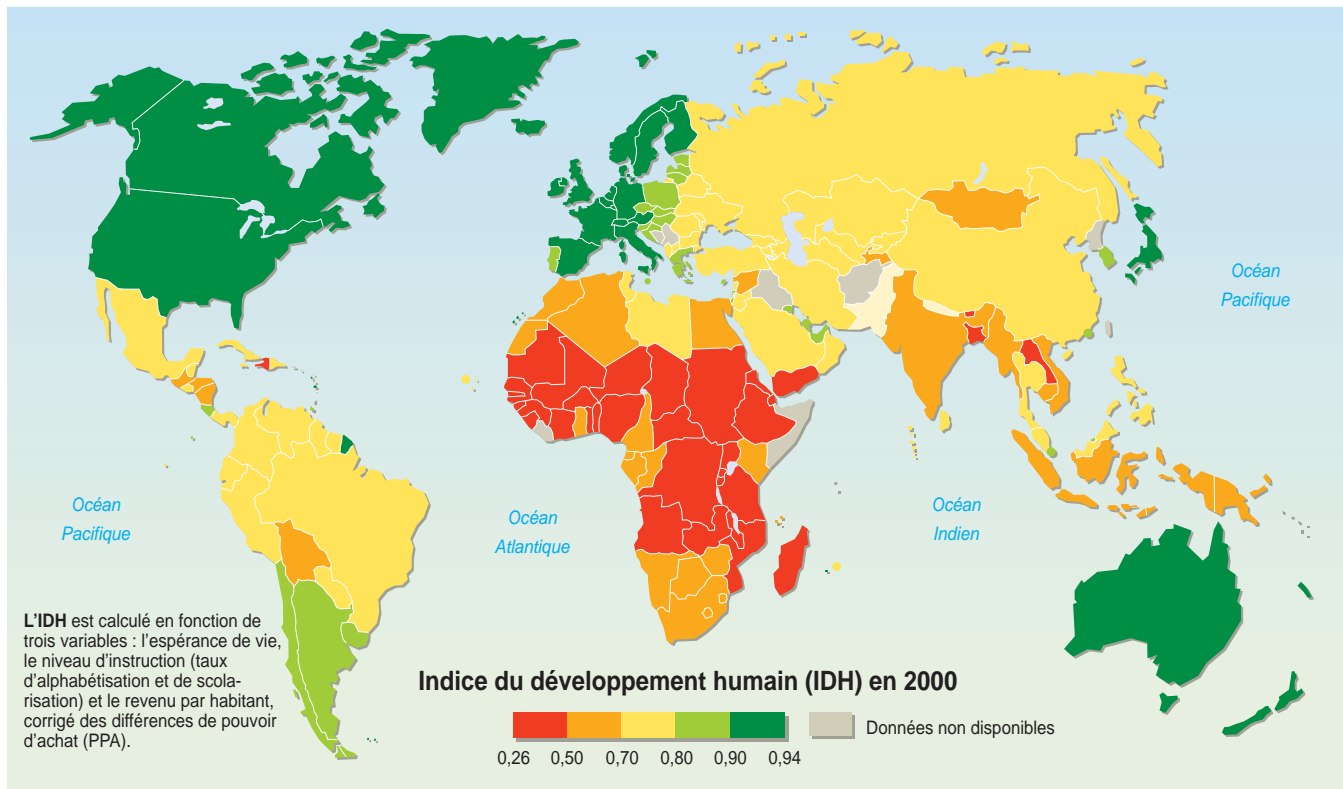 Océan
Pacifique
Océan
Pacifique
Océan
Atlantique
Océan
Indien
L'IDH est calculé en fonction de
trois variables : l'espérance de vie,
le niveau d'instruction (taux
d'alphabétisation et de scola-
risation) et le revenu par habitant,
corrigé des différences de pouvoir
d'achat (PPA).
Indice du développement humain (IDH) en 2000
Données non disponibles
0,26 0,50 0,70 0,80 0,90 0,94